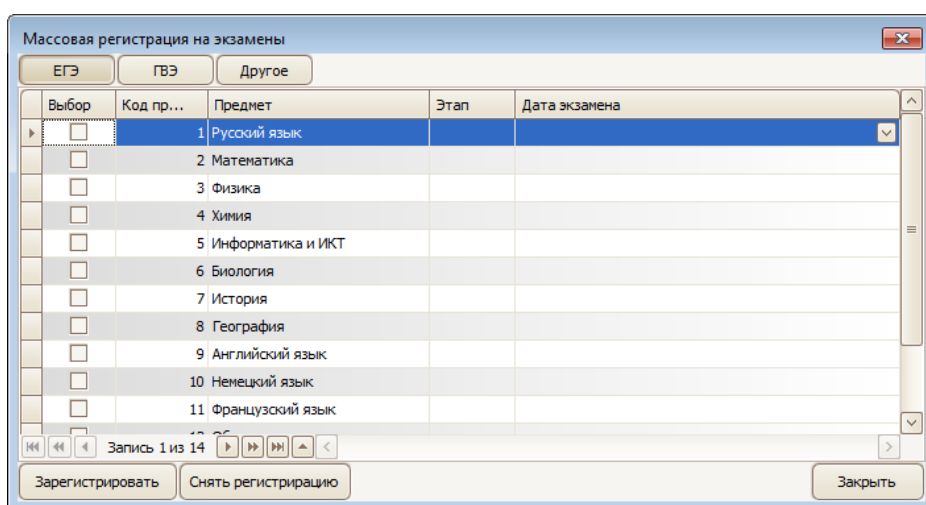 Массовая регистрация на экзамены
ЕГЭ ГВЭ Другое
Выбор Код пр... Предмет Этап Дата экзамена
1 Русский язык
2 Математика
3 Физика
4 Химия
5 Информатика и ИКТ
6 Биология
7 История
8 География
9 Английский язык
10 Немецкий язык
11 Французский язык
Запись 1 из 14
Зарегистрировать Снять регистрирацию Закрыть